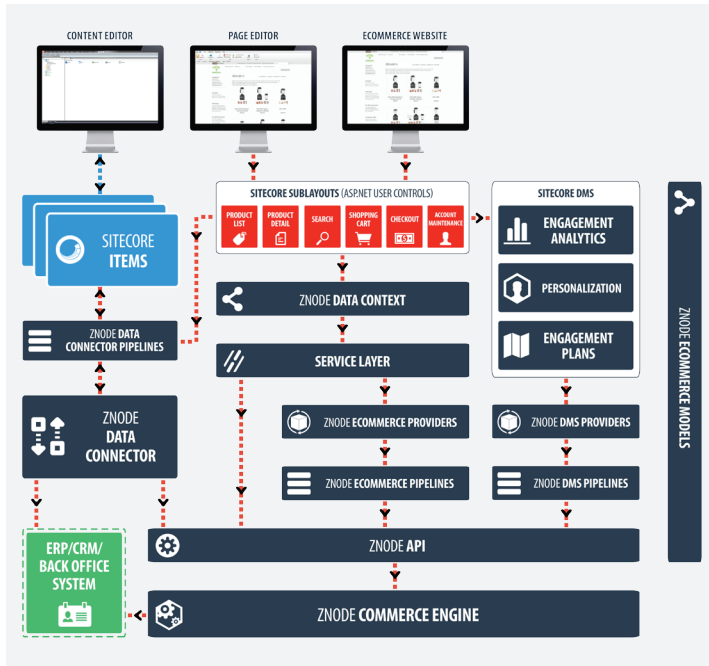 CONTENT EDITOR
PAGE EDITOR
ECOMMERCE WEBSITE
SITECORE SUBLAYOUTS (ASP.NET USER CONTROLS)
PRODUCT
LIST
PRODUCT
DETAIL
SEARCH
SHOPPING
CART
CHECKOUT
ACCOUNT
MAINTENANCE
SITECORE DMS
ENGAGEMENT
ANALYTICS
PERSONALIZATION
ENGAGEMENT
PLANS
SITECORE
ITEMS
ZNODE DATA CONTEXT
ZNODE DATA
CONNECTOR PIPELINES
SERVICE LAYER
ZNODE
DATA
CONNECTOR
ZNODE ECOMMERCE PROVIDERS
ZNODE DMS PROVIDERS
ZNODE ECOMMERCE PIPELINES
ZNODE DMS PIPELINES
ZNODE ECOMMERCE MODELS
ERP/CRM/
BACK OFFICE
SYSTEM
ZNODE API
ZNODE COMMERCE ENGINE